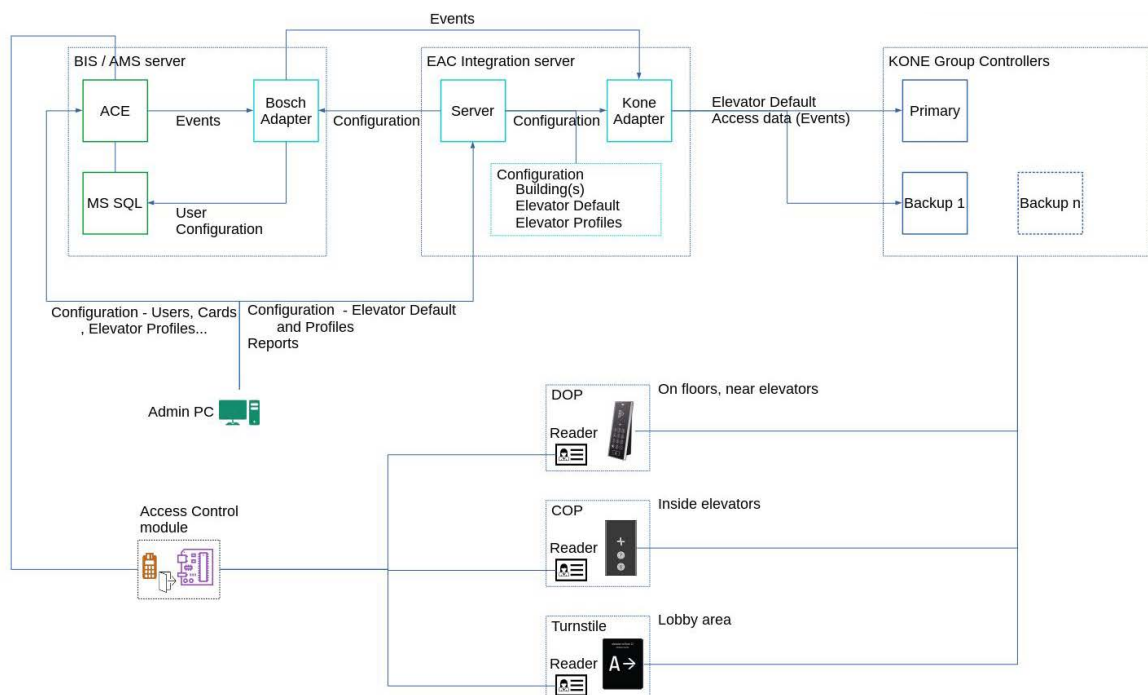 Events
BIS / AMS server
EAC Integration server
KONE Group Controllers
ACE
Events
Bosch
Adapter
Configuration
Server
Configuration
Kone
Adapter
Elevator Default
Access data (Events)
Primary
MS SQL
User
Configuration
Configuration
Building(s)
Elevator Default
Elevator Profiles
Backup 1
Backup n
Configuration - Users, Cards
, Elevator Profiles...
Configuration - Elevator Default
and Profiles
Reports
Admin PC
DOP
On floors, near elevators
Reader
Access Control
module
COP
Inside elevators
Reader
Turnstile
Lobby area
Reader
A→